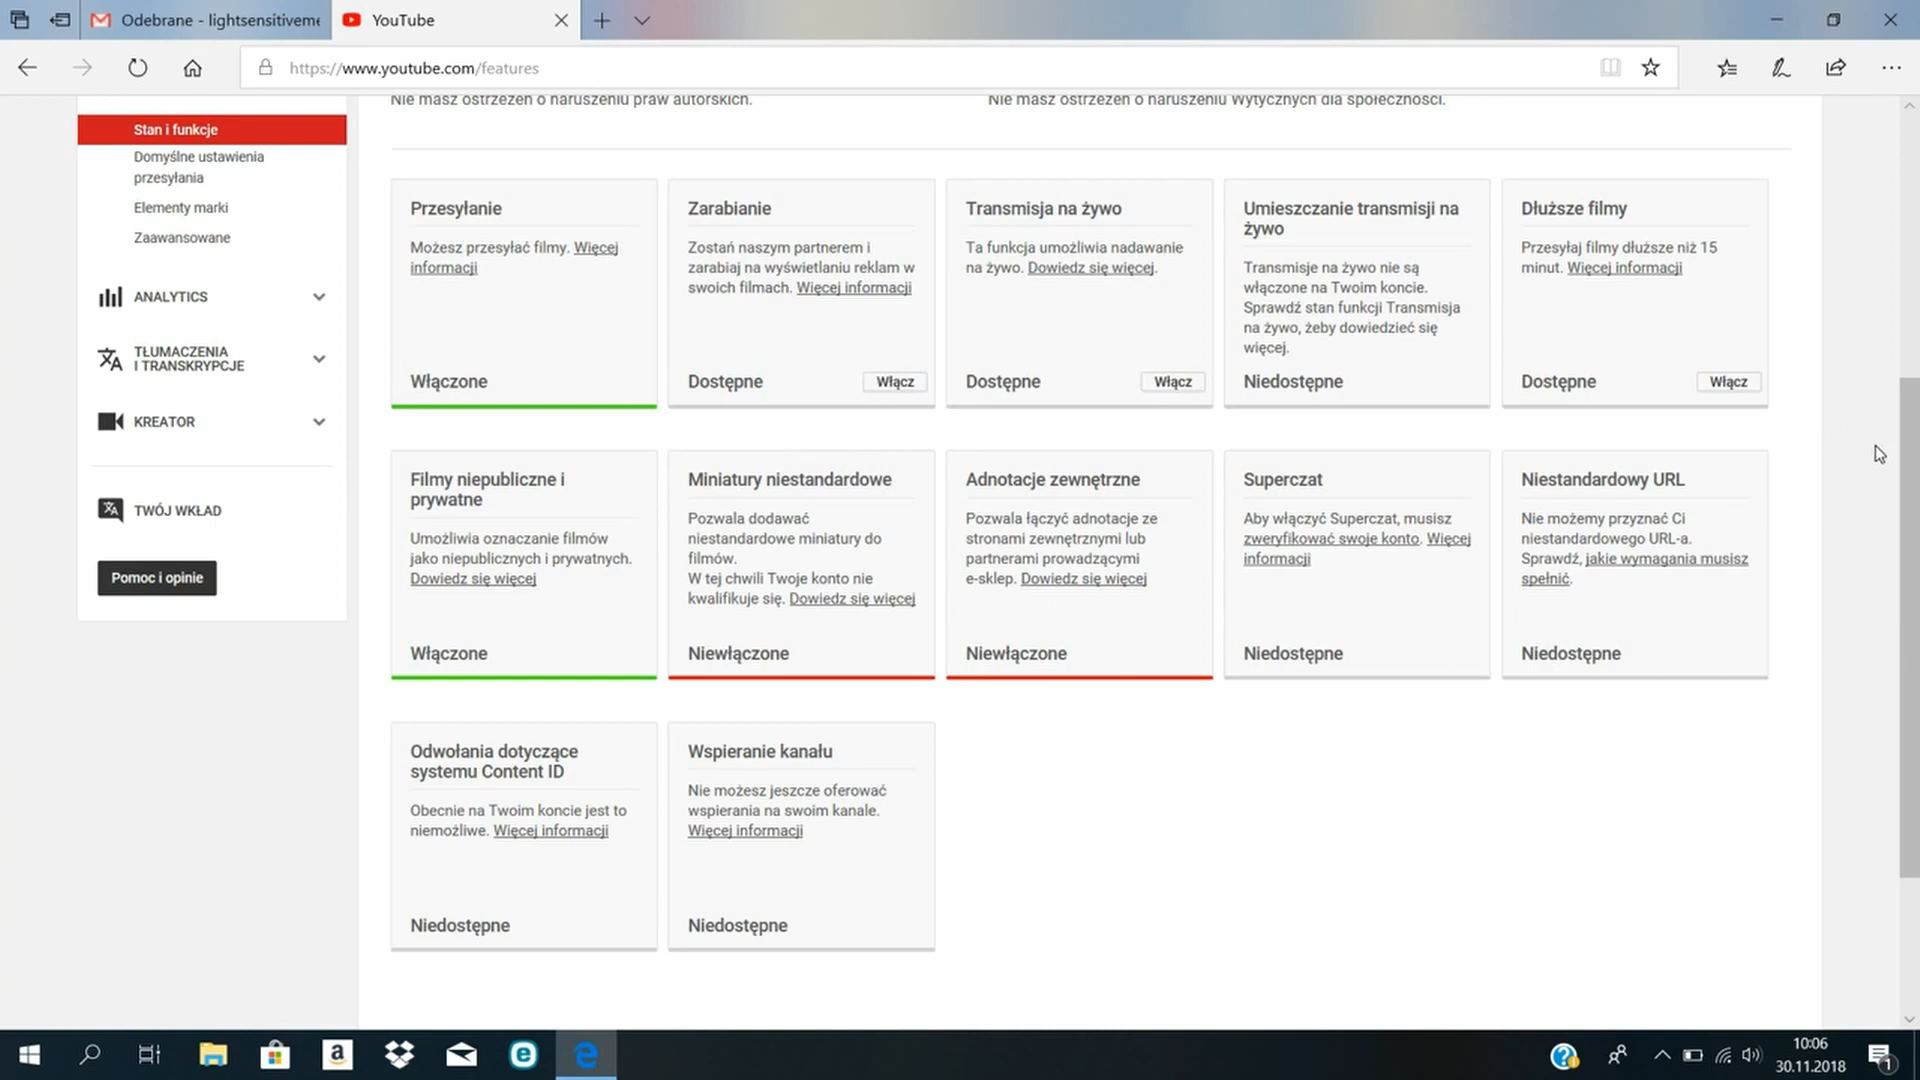 Odebrane - lightsensitiveme
YouTube
https://www.youtube.com/features
Nie masz ostrzeżeń o naruszeniu praw autorskich.
Nie masz ostrzeżeń o naruszeniu Wytycznych dla społeczności.
Stan i funkcje
Domyślne ustawienia
przesyłania
Elementy marki
Zaawansowane
ANALYTICS
TŁUMACZENIA
I TRANSKRYPCJE
KREATOR
TWÓJ WKŁAD
Pomoc i opinie
Przesyłanie
Możesz przesyłać filmy. Więcej
informacji
Włączone
Zarabianie
Zostań naszym partnerem i
zarabiaj na wyświetlaniu reklam w
swoich filmach. Więcej informacji
Dostępne
Włącz
Transmisja na żywo
Ta funkcja umożliwia nadawanie
na żywo. Dowiedz się więcej.
Dostępne
Włącz
Umieszczanie transmisji na
żywo
Transmisje na żywo nie są
włączone na Twoim koncie.
Sprawdź stan funkcji Transmisja
na żywo, żeby dowiedzieć się
więcej.
Niedostępne
Dłuższe filmy
Przesyłaj filmy dłuższe niż 15
minut. Więcej informacji
Dostępne
Włącz
Filmy niepubliczne i
prywatne
Umożliwia oznaczanie filmów
jako niepublicznych i prywatnych.
Dowiedz się więcej
Włączone
Miniatury niestandardowe
Pozwala dodawać
niestandardowe miniatury do
filmów.
W tej chwili Twoje konto nie
kwalifikuje się. Dowiedz się więcej
Niewłączone
Adnotacje zewnętrzne
Pozwala łączyć adnotacje ze
stronami zewnętrznymi lub
partnerami prowadzącymi
e-sklep. Dowiedz się więcej
Niewłączone
Superczat
Aby włączyć Superczat, musisz
zweryfikować swoje konto. Więcej
informacji
Niedostępne
Niestandardowy URL
Nie możemy przyznać Ci
niestandardowego URL-a.
Sprawdź, jakie wymagania musisz
spełnić.
Niedostępne
Odwołania dotyczące
systemu Content ID
Obecnie na Twoim koncie jest to
niemożliwe. Więcej informacji
Niedostępne
Wspieranie kanału
Nie możesz jeszcze oferować
wspierania na swoim kanale.
Więcej informacji
Niedostępne
10:06
30.11.2018
1